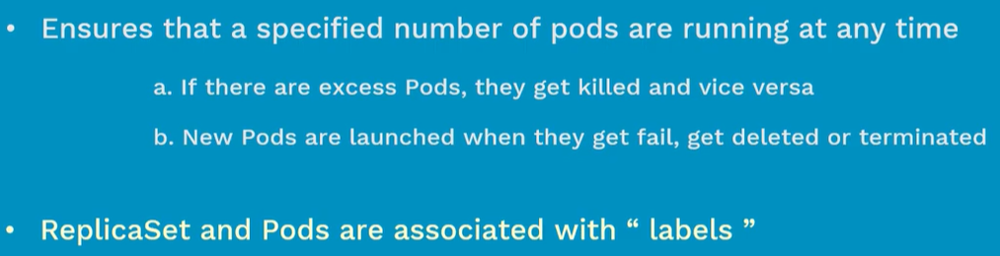 • Ensures that a specified number of pods are running at any time
a. If there are excess Pods, they get killed and vice versa
b. New Pods are launched when they get fail, get deleted or terminated
• ReplicaSet and Pods are associated with “ labels ”